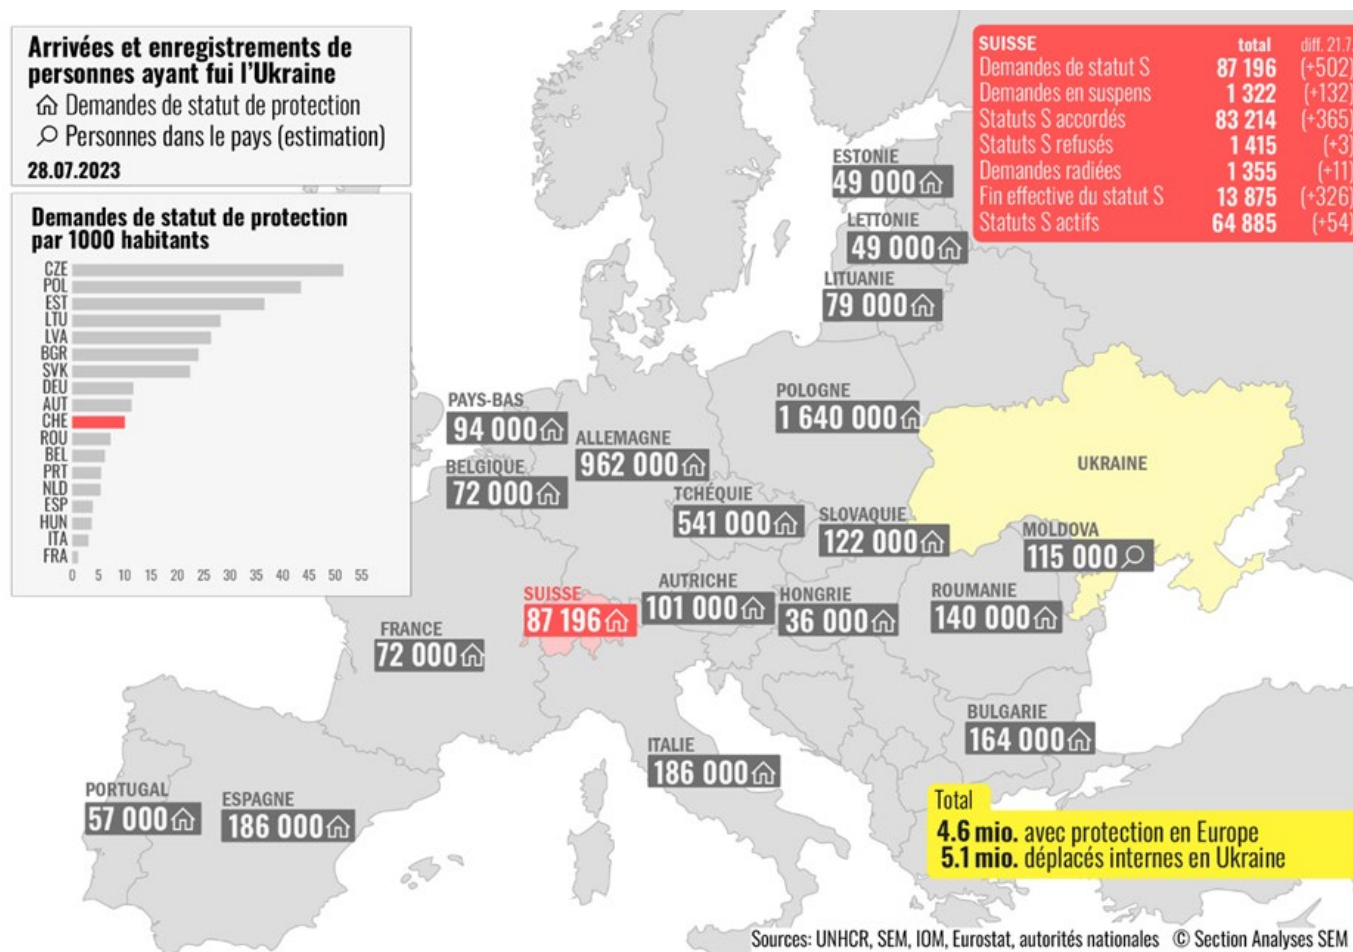 Arrivées et enregistrements de
personnes ayant fui l'Ukraine
Demandes de statut de protection
Personnes dans le pays (estimation)
28.07.2023
SUISSE total diff. 21.7.
Demandes de statut S 87 196 (+502)
Demandes en suspens 1 322 (+132)
Statuts S accordés 83 214 (+365)
Statuts S refusés 1 415 (+3)
Demandes radiées 1 355 (+11)
Fin effective du statut S 13 875 (+326)
Statuts S actifs 64 885 (+54)
Demandes de statut de protection
par 1000 habitants
CZE
POL
EST
LTU
LVA
BGR
SVK
DEU
AUT
CHE
ROU
BEL
PRT
NLD
ESP
HUN
ITA
FRA
0 5 10 15 20 25 30 35 40 45 50 55
ESTONIE
49 000
LETTONIE
49 000
LITUANIE
79 000
POLOGNE
1 640 000
PAYS-BAS
94 000
ALLEMAGNE
962 000
BELGIQUE
72 000
TCHÉQUIE
541 000
SLOVAQUIE
122 000
UKRAINE
MOLDOVA
115 000
SUISSE
87 196
AUTRICHE
101 000
HONGRIE
36 000
ROUMANIE
140 000
FRANCE
72 000
BULGARIE
164 000
ITALIE
186 000
PORTUGAL
57 000
ESPAGNE
186 000
Total
4.6 mio. avec protection en Europe
5.1 mio. déplacés internes en Ukraine
Sources: UNHCR, SEM, IOM, Eurostat, autorités nationales © Section Analyses SEM